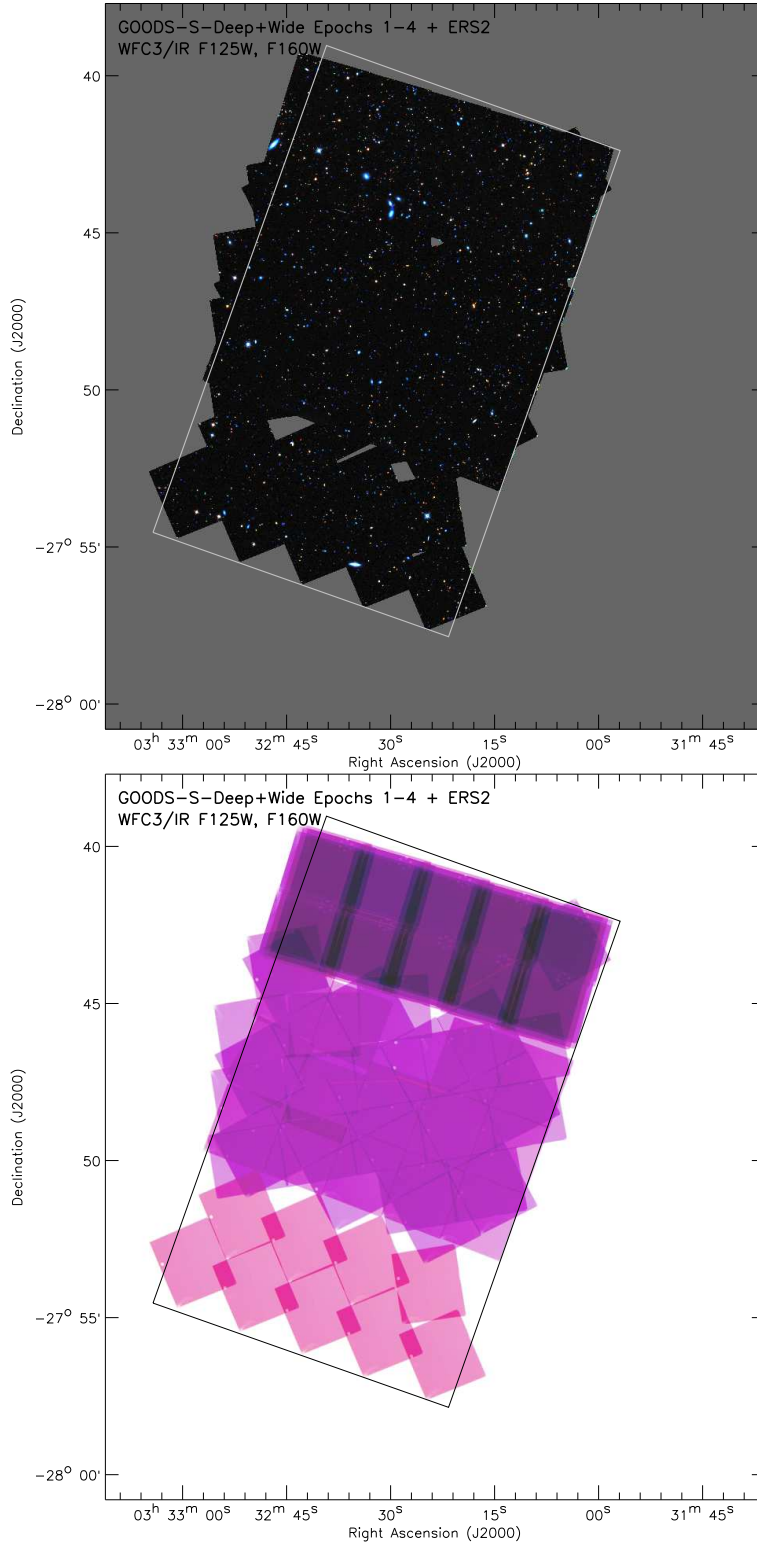 GOODS-S-Deep+Wide Epochs 1-4 + ERS2
WFC3/IR F125W, F160W
40
45
50
-27° 55'
-28° 00'
Declination (J2000)
03h 33m 00s 32m 45s 30s 15s 00s 31m 45s
Right Ascension (J2000)
GOODS-S-Deep+Wide Epochs 1-4 + ERS2
WFC3/IR F125W, F160W
40
45
50
-27° 55'
-28° 00'
Declination (J2000)
03h 33m 00s 32m 45s 30s 15s 00s 31m 45s
Right Ascension (J2000)